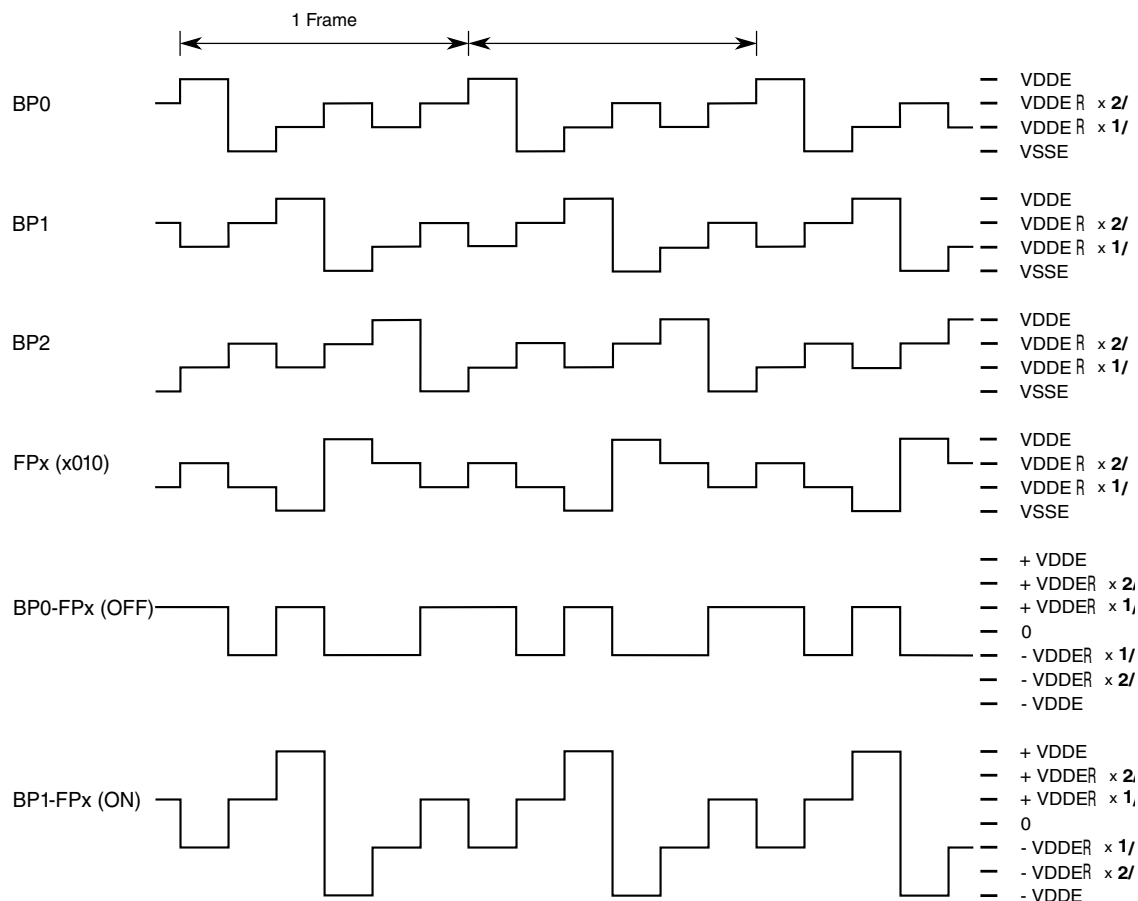 1 Frame
BP0
VDDE
VDDE R x 2/
VDDE R x 1/
VSSE
BP1
VDDE
VDDE R x 2/
VDDE R x 1/
VSSE
BP2
VDDE
VDDE R x 2/
VDDE R x 1/
VSSE
FPx (x010)
VDDE
VDDE R x 2/
VDDE R x 1/
VSSE
BP0-FPx (OFF)
+ VDDE
+ VDDER x 2/
+ VDDER x 1/
0
- VDDER x 1/
- VDDER x 2/
- VDDE
BP1-FPx (ON)
+ VDDE
+ VDDER x 2/
+ VDDER x 1/
0
- VDDER x 1/
- VDDER x 2/
- VDDE